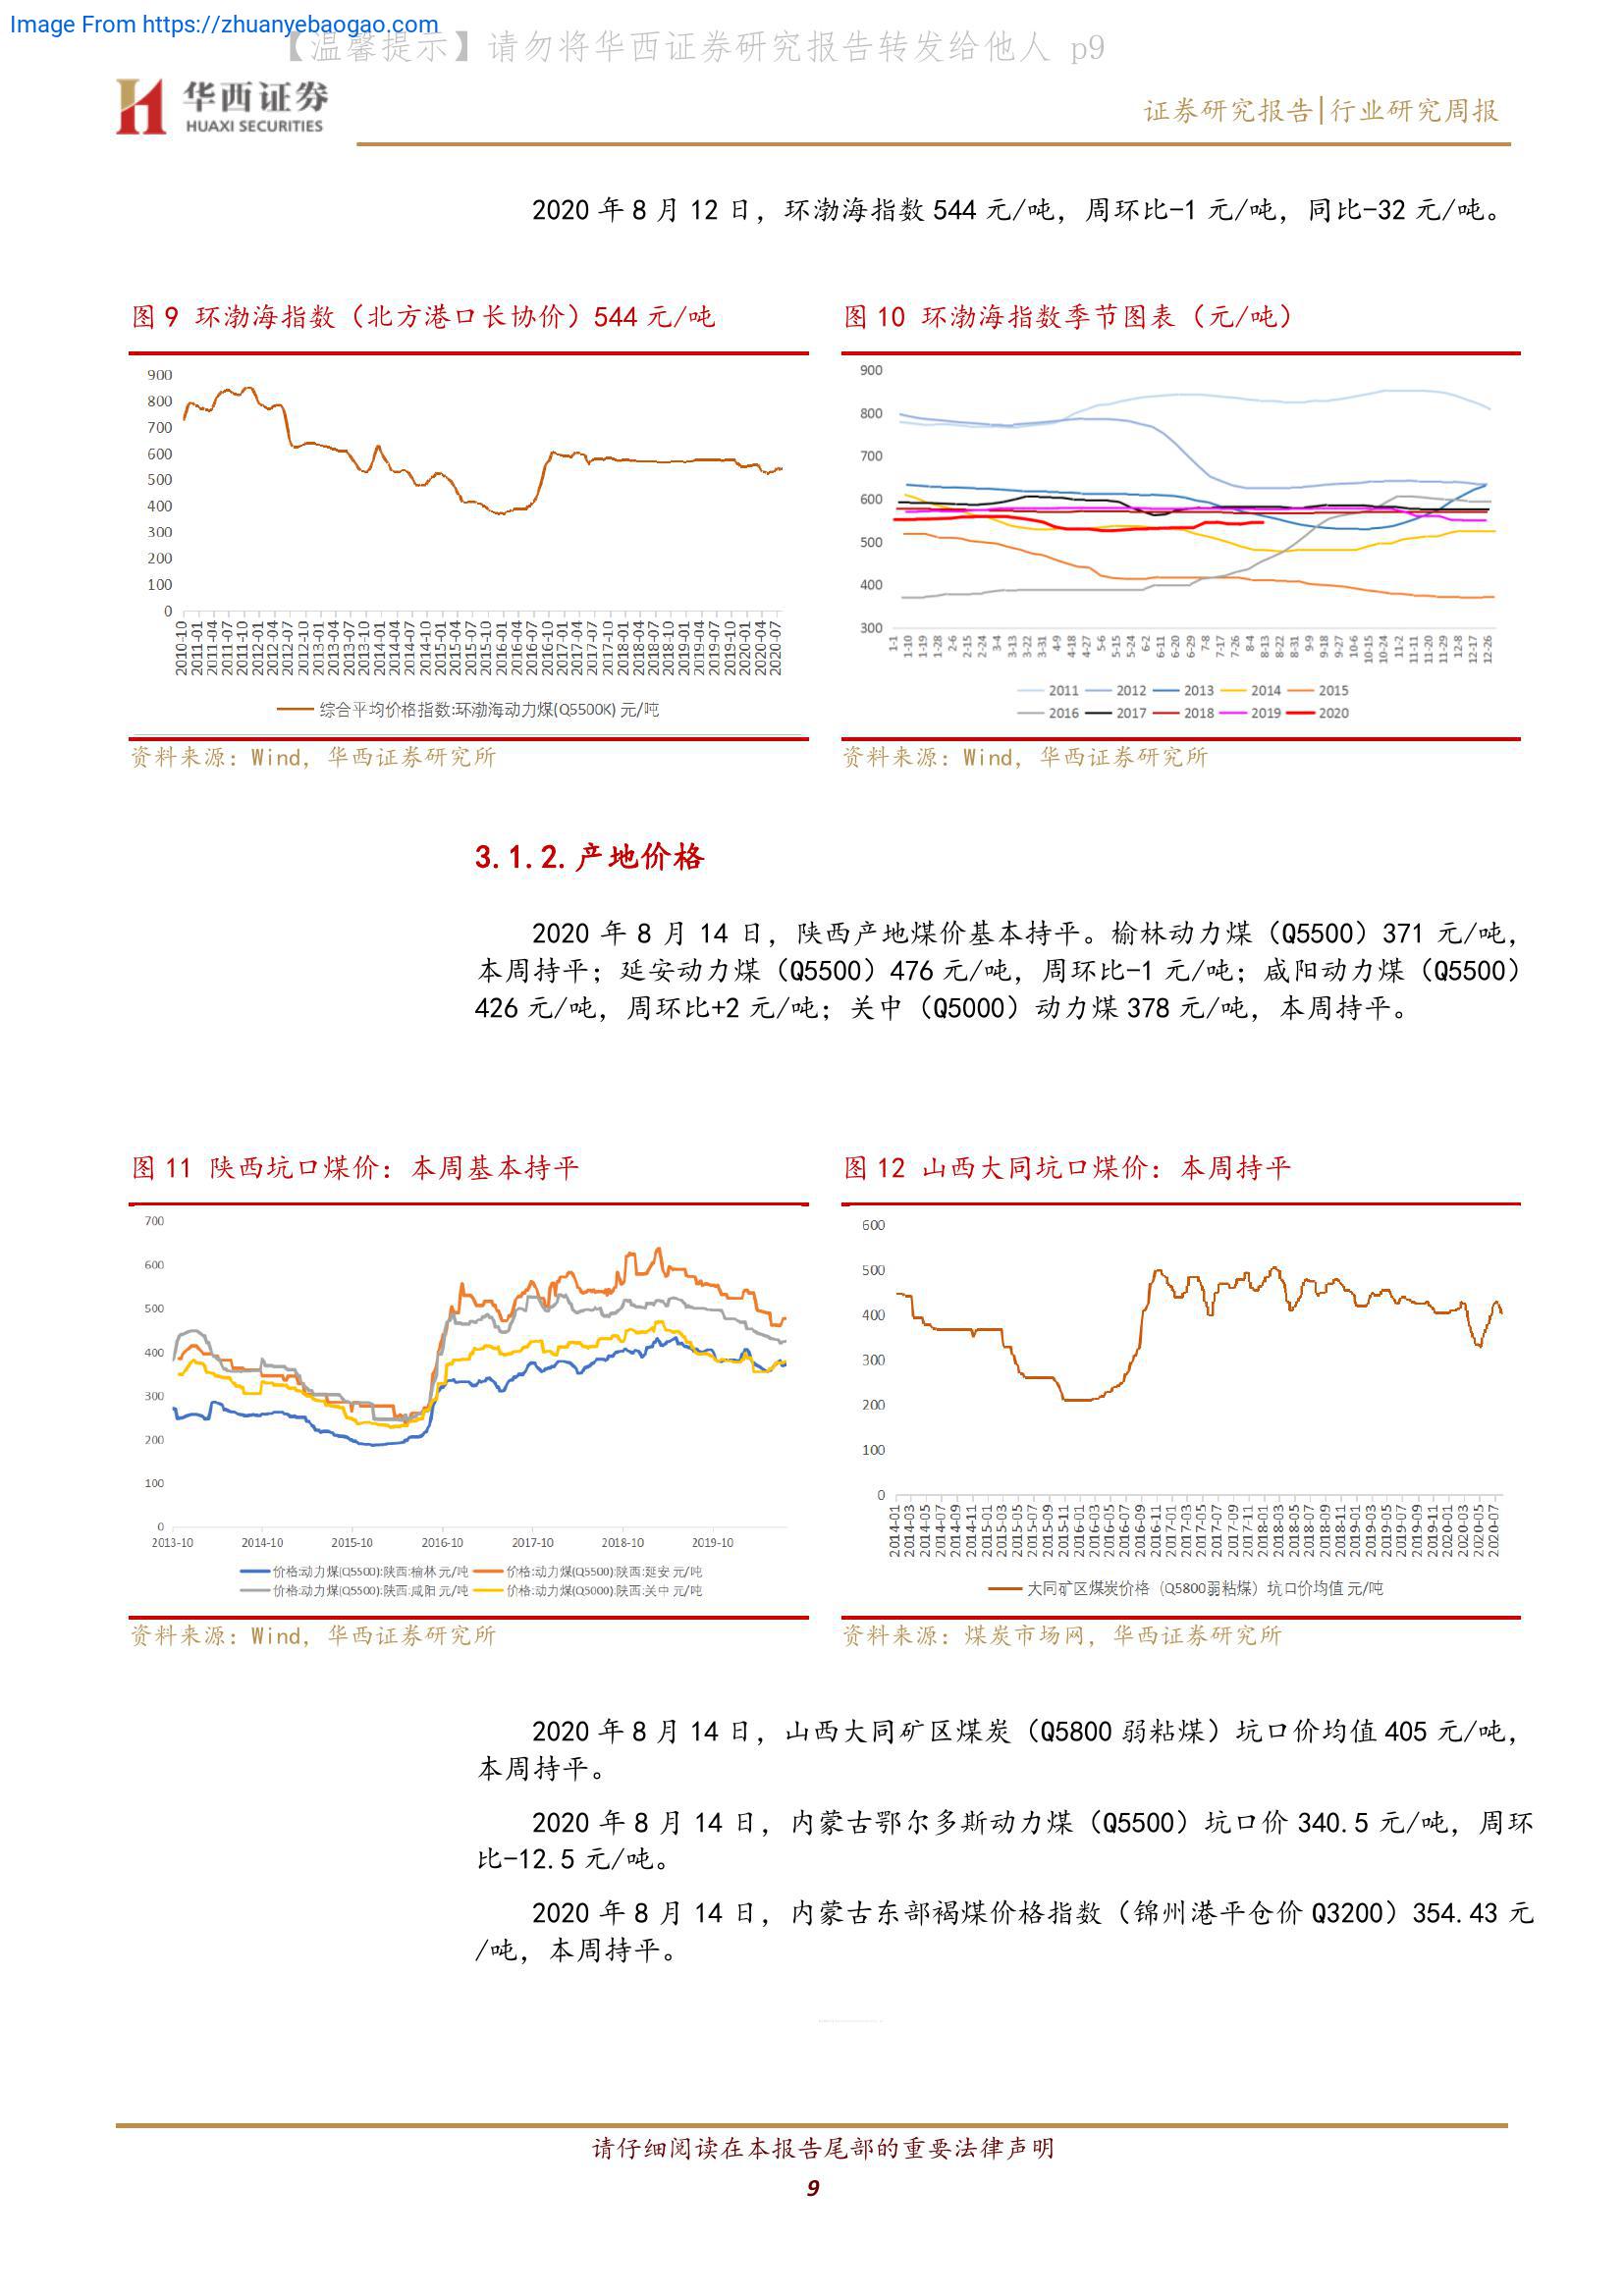 Image From https://zhuanyebaogao.com
【温馨提示】请勿将华西证券研究报告转发给他人 p9
华西证券
HUAXI SECURITIES
证券研究报告|行业研究周报
2020 年 8 月 12 日，环渤海指数 544 元/吨，周环比-1 元/吨，同比-32 元/吨。
图 9 环渤海指数（北方港口长协价）544 元/吨
900
800
700
600
500
400
300
200
100
0
2010-10 2011-01 2011-04 2011-07 2011-10 2012-01 2012-04 2012-07 2012-10 2013-01 2013-04 2013-07 2013-10 2014-01 2014-04 2014-07 2014-10 2015-01 2015-04 2015-07 2015-10 2016-01 2016-04 2016-07 2016-10 2017-01 2017-04 2017-07 2017-10 2018-01 2018-04 2018-07 2018-10 2019-01 2019-04 2019-07 2019-10 2020-01 2020-04 2020-07
综合平均价格指数:环渤海动力煤(Q5500K) 元/吨
资料来源：Wind，华西证券研究所
图 10 环渤海指数季节图表（元/吨）
900
800
700
600
500
400
300
1-1 1-10 1-19 1-28 2-6 2-15 2-24 3-4 3-13 3-22 3-31 4-9 4-18 4-27 5-6 5-15 5-24 6-2 6-11 6-20 6-29 7-8 7-17 7-26 8-4 8-13 8-22 8-31 9-9 9-18 9-27 10-6 10-15 10-24 11-2 11-11 11-20 11-29 12-8 12-17 12-26
2011 2012 2013 2014 2015
2016 2017 2018 2019 2020
资料来源：Wind，华西证券研究所
3.1.2.产地价格
2020 年 8 月 14 日，陕西产地煤价基本持平。榆林动力煤（Q5500）371 元/吨，
本周持平；延安动力煤（Q5500）476 元/吨，周环比-1 元/吨；咸阳动力煤（Q5500）
426 元/吨，周环比+2 元/吨；关中（Q5000）动力煤 378 元/吨，本周持平。
图 11 陕西坑口煤价：本周基本持平
700
600
500
400
300
200
100
0
2013-10 2014-10 2015-10 2016-10 2017-10 2018-10 2019-10
价格:动力煤(Q5500):陕西:榆林 元/吨 价格:动力煤(Q5500):陕西:延安 元/吨
价格:动力煤(Q5500):陕西:咸阳 元/吨 价格:动力煤(Q5000):陕西:关中 元/吨
资料来源：Wind，华西证券研究所
图 12 山西大同坑口煤价：本周持平
600
500
400
300
200
100
0
2014-01 2014-03 2014-05 2014-07 2014-09 2014-11 2015-01 2015-03 2015-05 2015-07 2015-09 2015-11 2016-01 2016-03 2016-05 2016-07 2016-09 2016-11 2017-01 2017-03 2017-05 2017-07 2017-09 2017-11 2018-01 2018-03 2018-05 2018-07 2018-09 2018-11 2019-01 2019-03 2019-05 2019-07 2019-09 2019-11 2020-01 2020-03 2020-05 2020-07
大同矿区煤炭价格（Q5800弱粘煤）坑口价均值 元/吨
资料来源：煤炭市场网，华西证券研究所
2020 年 8 月 14 日，山西大同矿区煤炭（Q5800 弱粘煤）坑口价均值 405 元/吨，
本周持平。
2020 年 8 月 14 日，内蒙古鄂尔多斯动力煤（Q5500）坑口价 340.5 元/吨，周环
比-12.5 元/吨。
2020 年 8 月 14 日，内蒙古东部褐煤价格指数（锦州港平仓价 Q3200）354.43 元
/吨，本周持平。
请仔细阅读在本报告尾部的重要法律声明
9